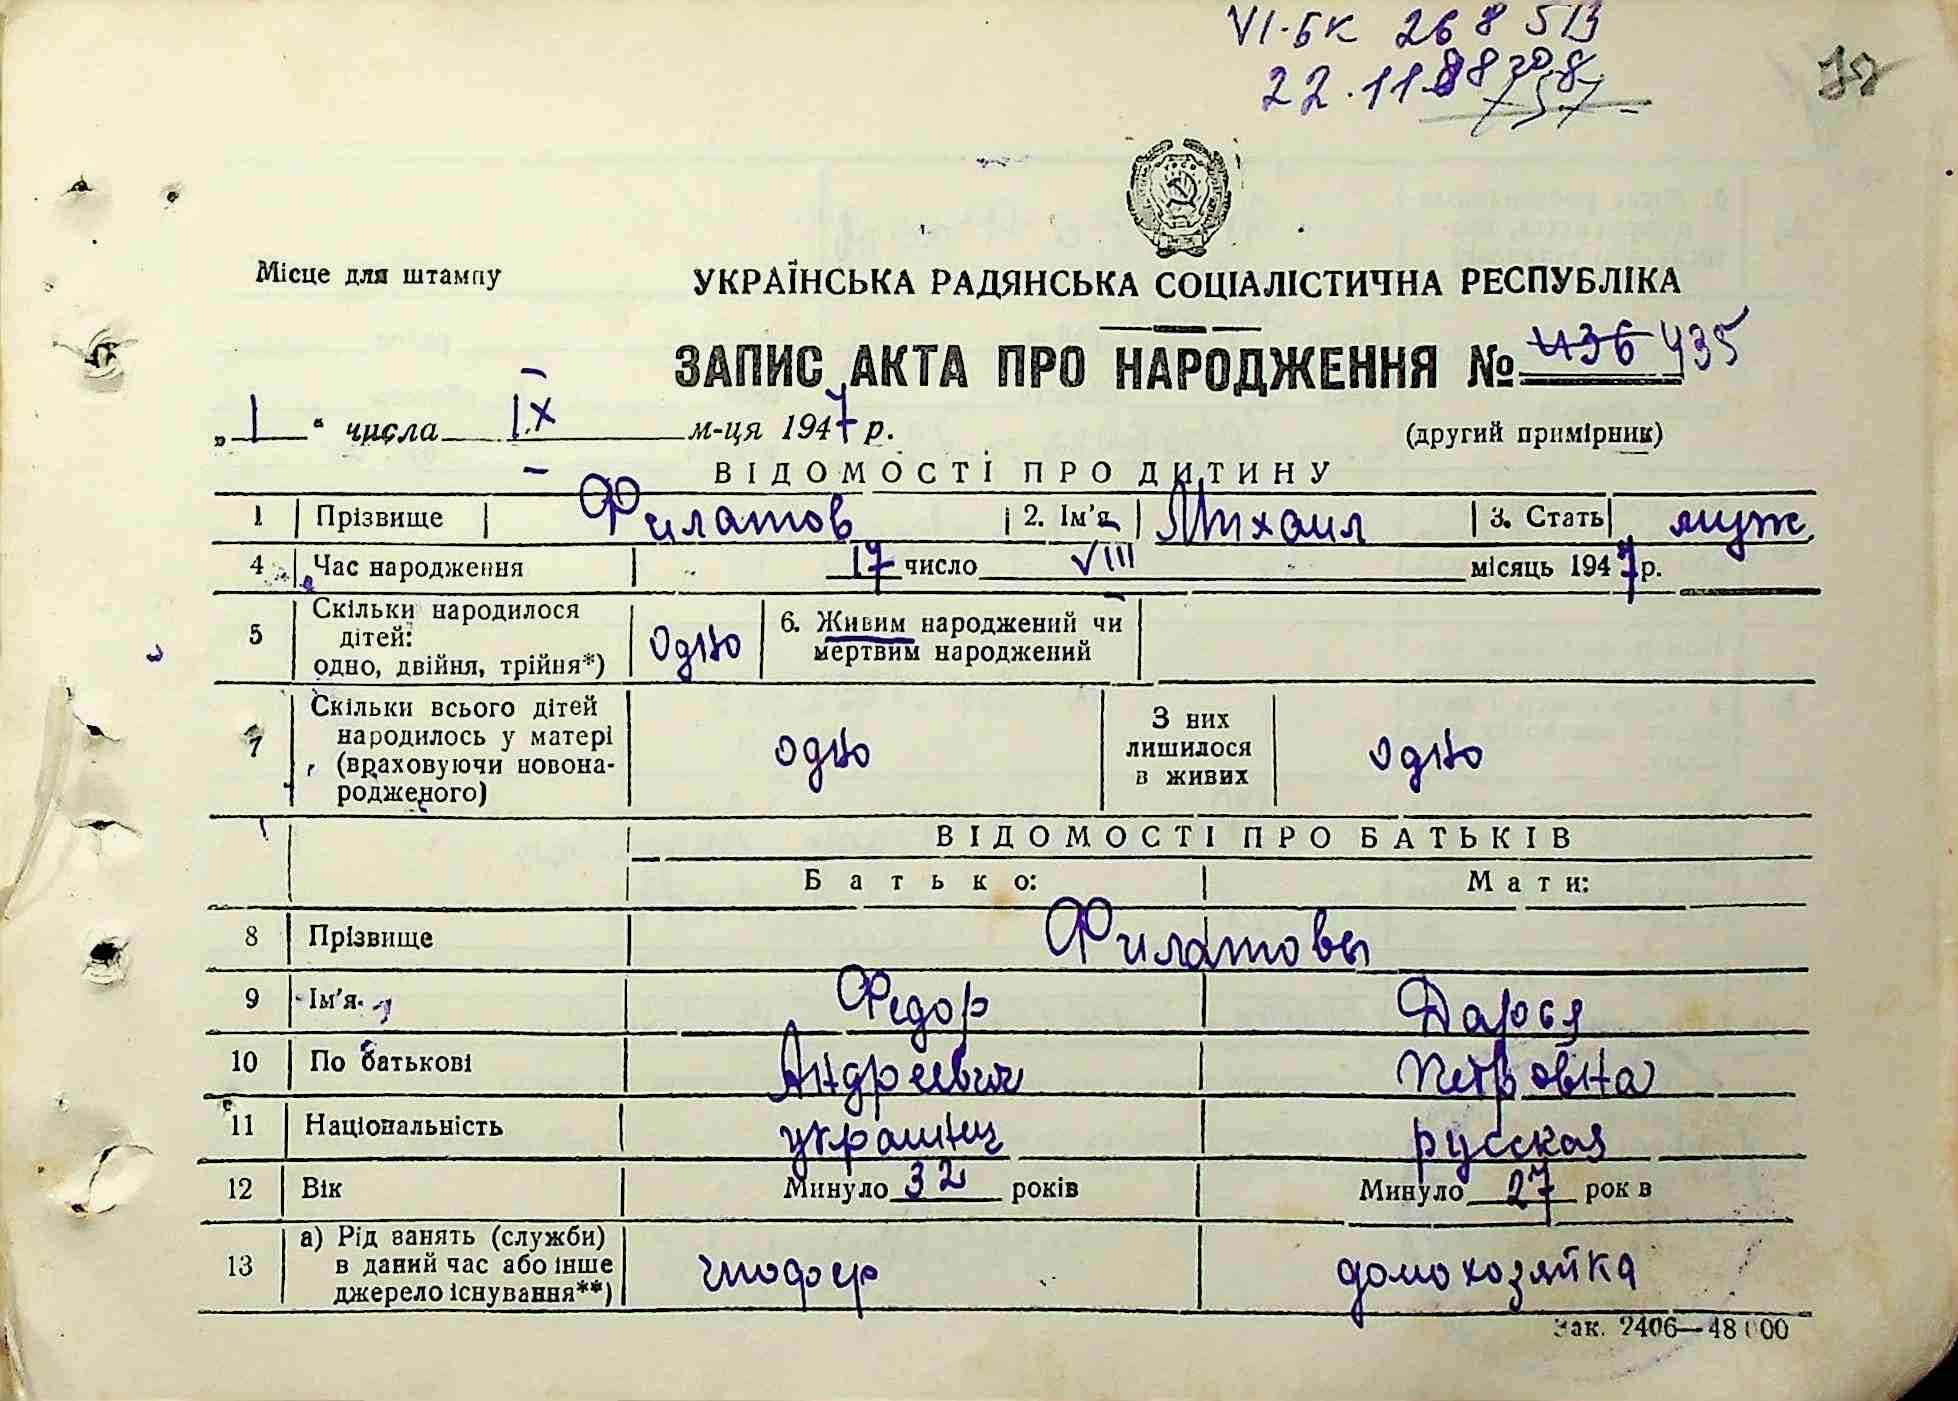 VI-БК 268513
22.11.88
УКРАЇНСЬКА РАДЯНСЬКА СОЦІАЛІСТИЧНА РЕСПУБЛІКА
Місце для штампу
ЗАПИС АКТА ПРО НАРОДЖЕННЯ № 436 435
„ 1 “ числа IX м-ця 1947 р.
(другий примірник)
ВІДОМОСТІ ПРО ДИТИНУ
1 Прізвище Филатов 2. Ім'я Михаил 3. Стать муж
4 Час народження 17 число VIII місяць 1947 р.
5 Скільки народилося
дітей:
одно, двійня, трійня*) одно
6. Живим народжений чи
мертвим народжений
7 Скільки всього дітей
народилось у матері
(враховуючи новона-
родженого) одно
З них
лишилося
в живих одно
ВІДОМОСТІ ПРО БАТЬКІВ
Батько: Мати:
8 Прізвище Филатовы
9 Ім'я Федор Дарья
10 По батькові Андреевич Петровна
11 Національність украинец русская
12 Вік Минуло 32 років Минуло 27 рок в
13 а) Рід занять (служби)
в даний час або інше
джерело існування**) шофер домохозяйка
Зак. 2406—48000